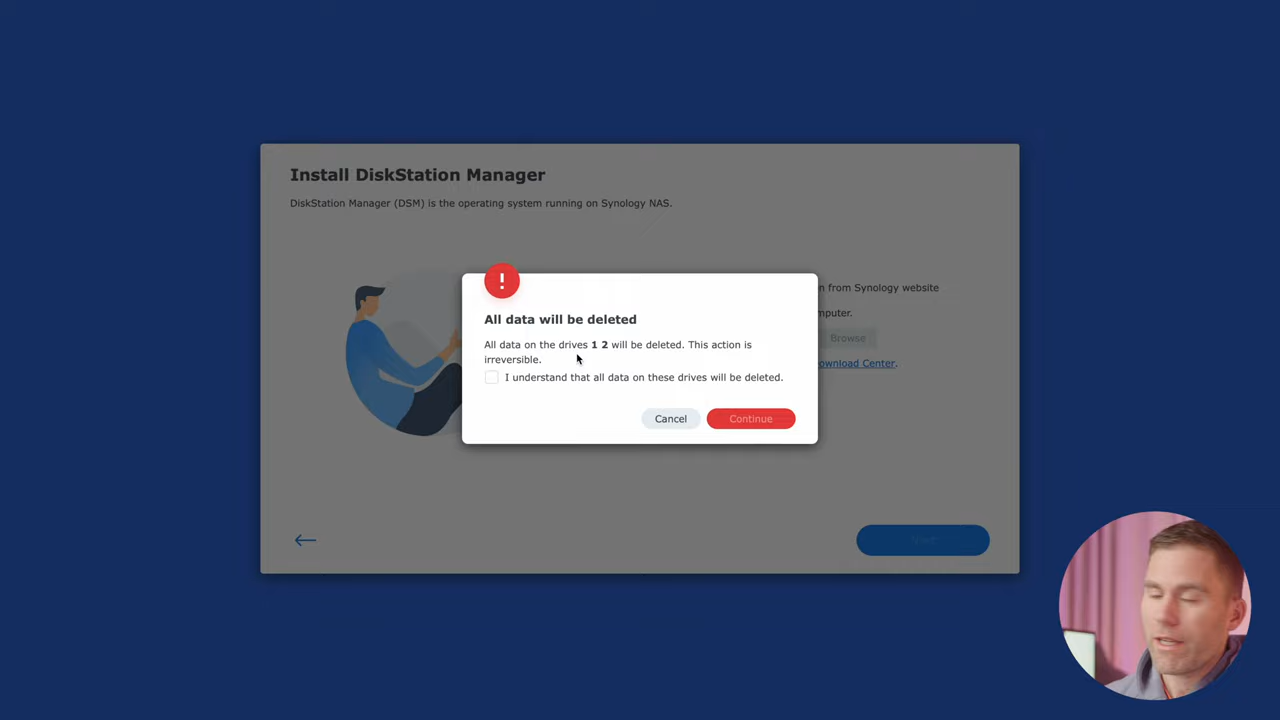 Install DiskStation Manager
DiskStation Manager (DSM) is the operating system running on Synology NAS.
from Synology website
Browse
ownload Center.
!
All data will be deleted
All data on the drives 1 2 will be deleted. This action is
irreversible.
I understand that all data on these drives will be deleted.
Cancel
Continue
Next